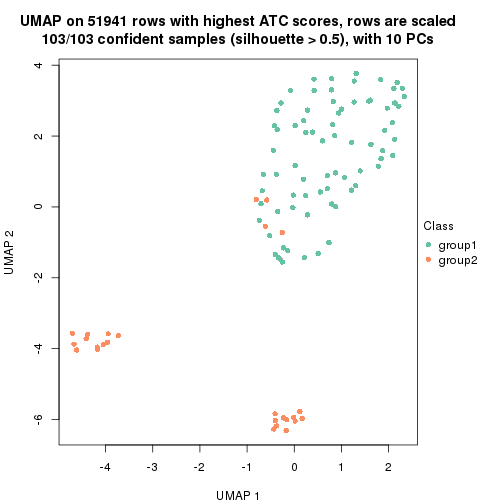 UMAP on 51941 rows with highest ATC scores, rows are scaled
103/103 confident samples (silhouette > 0.5), with 10 PCs
4
2
0
-2
-4
-6
UMAP 2
-4
-3
-2
-1
0
1
2
UMAP 1
Class
group1
group2